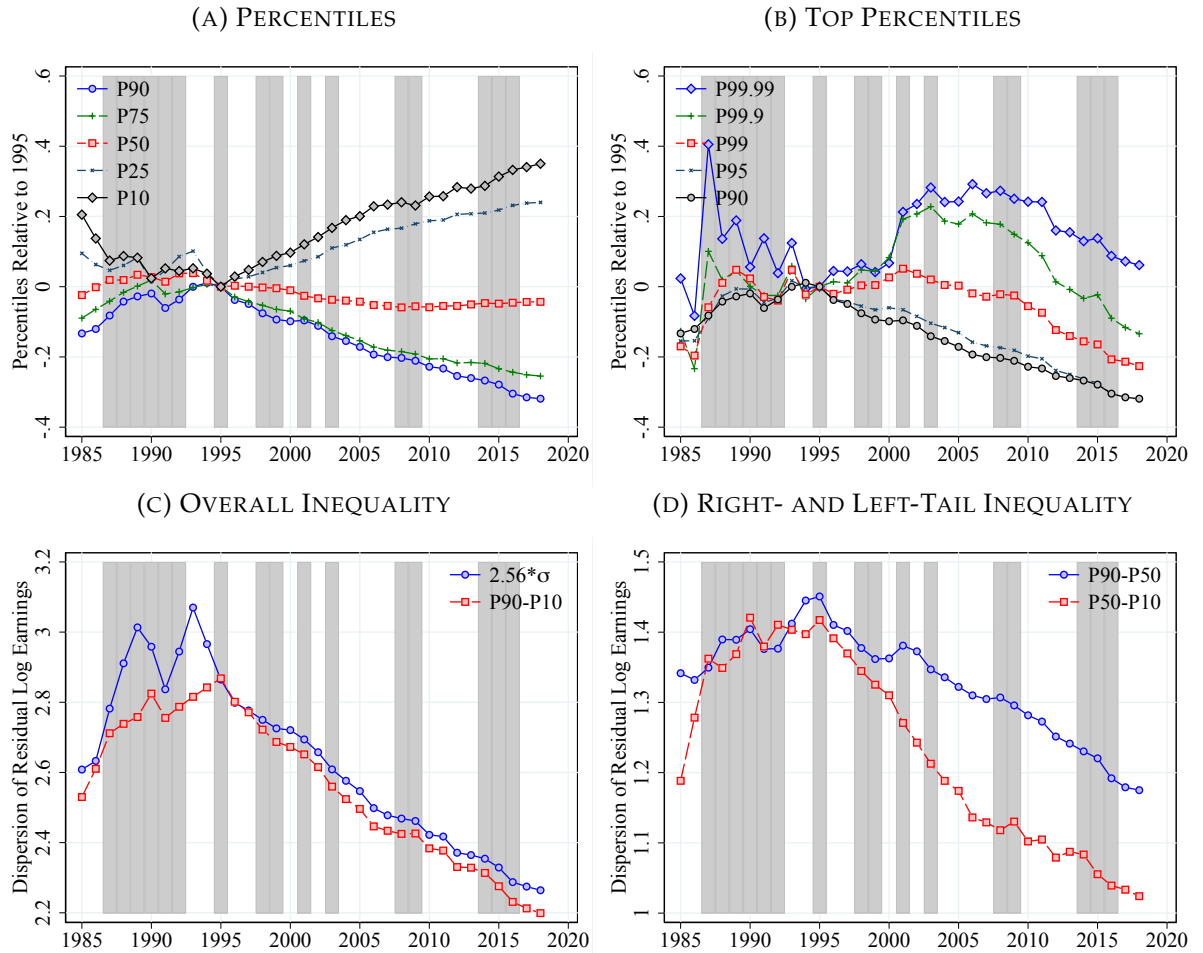 (A) PERCENTILES
Percentiles Relative to 1995
.6
.4
.2
0
-.2
-.4
P90
P75
P50
P25
P10
1985 1990 1995 2000 2005 2010 2015 2020
(B) TOP PERCENTILES
Percentiles Relative to 1995
.6
.4
.2
0
-.2
-.4
P99.99
P99.9
P99
P95
P90
1985 1990 1995 2000 2005 2010 2015 2020
(C) OVERALL INEQUALITY
Dispersion of Residual Log Earnings
3.2
3
2.8
2.6
2.4
2.2
2.56*σ
P90-P10
1985 1990 1995 2000 2005 2010 2015 2020
(D) RIGHT- AND LEFT-TAIL INEQUALITY
Dispersion of Residual Log Earnings
1.5
1.4
1.3
1.2
1.1
1
P90-P50
P50-P10
1985 1990 1995 2000 2005 2010 2015 2020